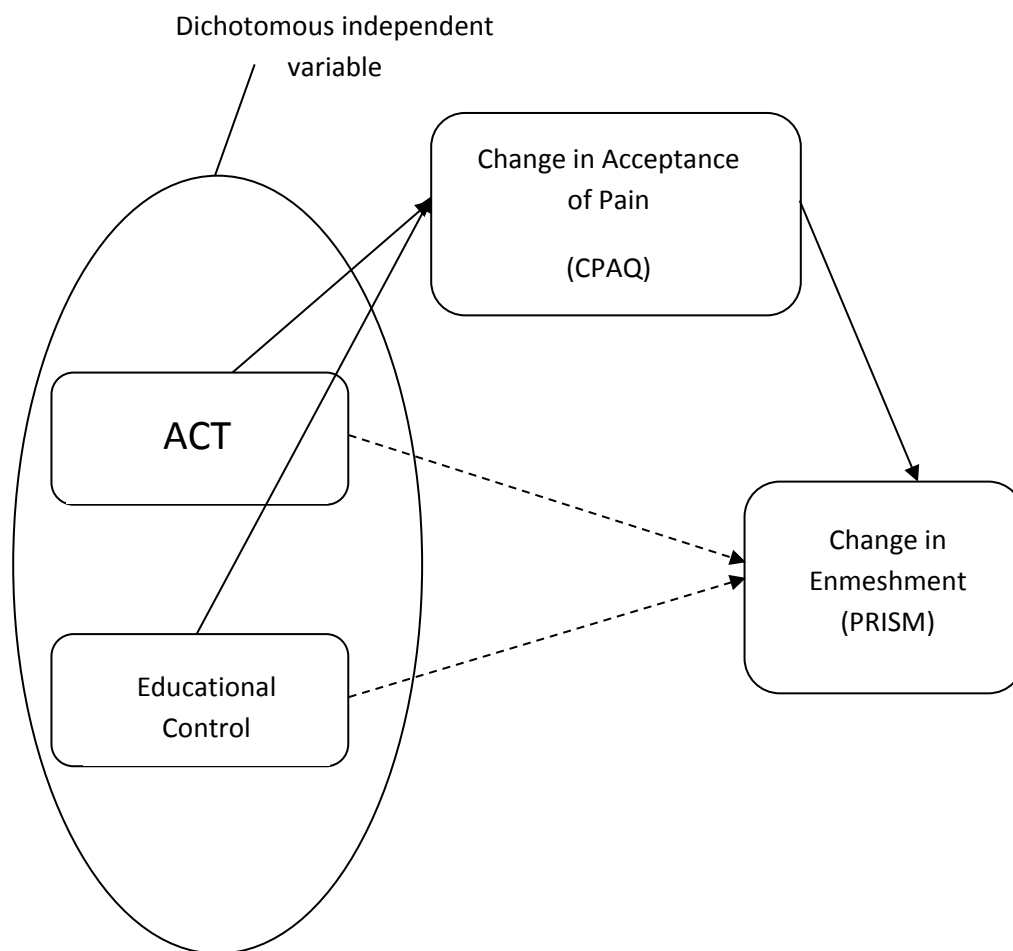 Dichotomous independent
variable
Change in Acceptance
of Pain
(CPAQ)
ACT
Change in
Enmeshment
(PRISM)
Educational
Control